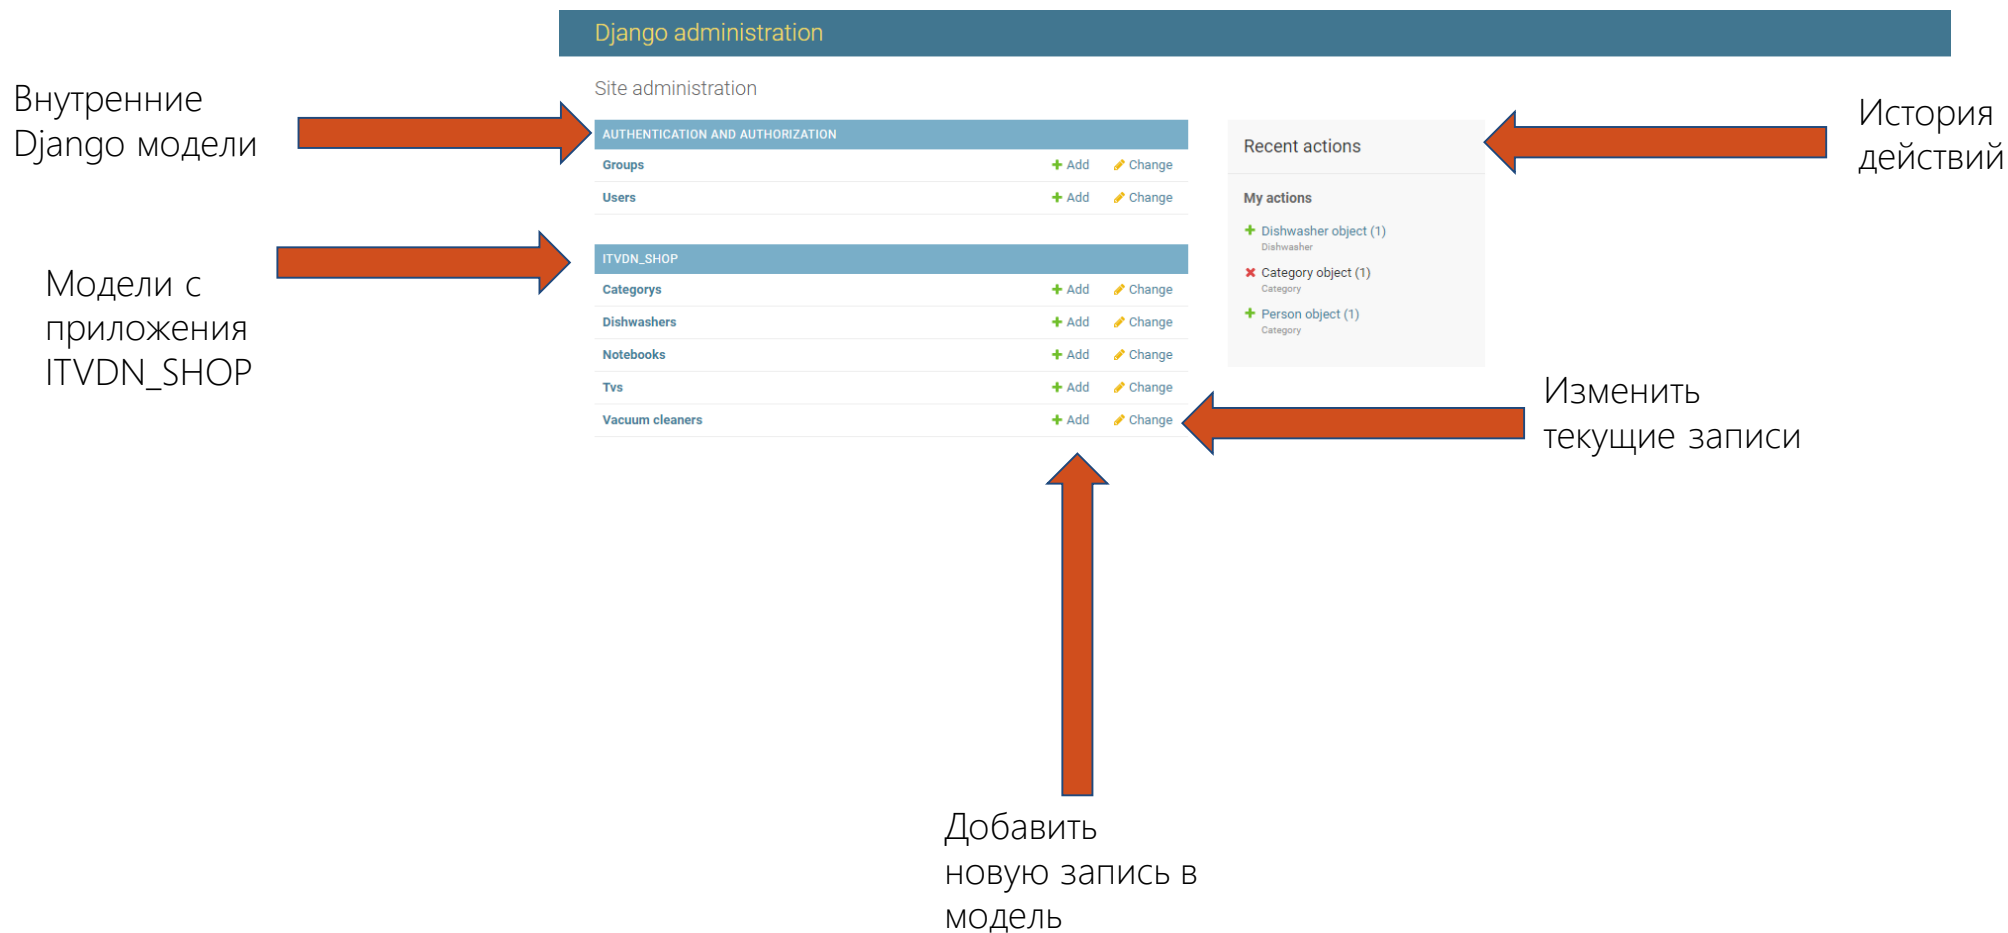 Django administration
Site administration
Внутренние
Django модели
AUTHENTICATION AND AUTHORIZATION
Groups Add Change
Users Add Change
Модели с
приложения
ITVDN_SHOP
ITVDN_SHOP
Categorys Add Change
Dishwashers Add Change
Notebooks Add Change
Tvs Add Change
Vacuum cleaners Add Change
Recent actions
My actions
Dishwasher object (1)
Dishwasher
Category object (1)
Category
Person object (1)
Category
История
действий
Изменить
текущие записи
Добавить
новую запись в
модель